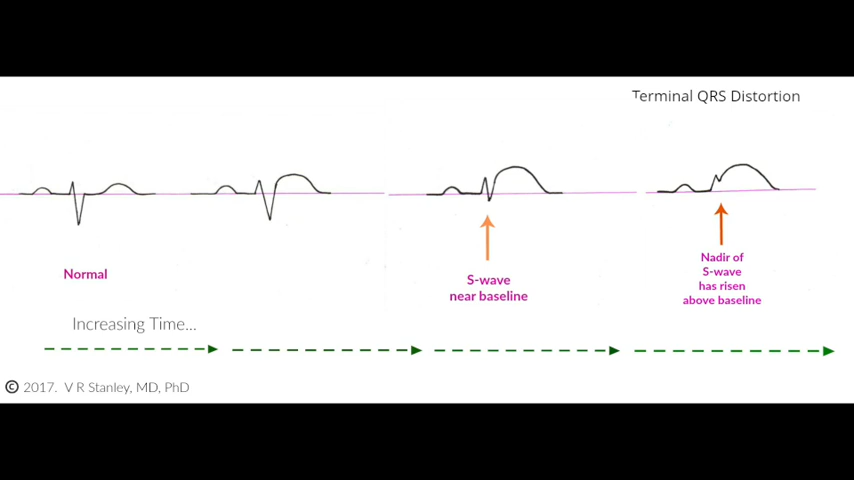 Terminal QRS Distortion
Normal
S-wave
near baseline
Nadir of
S-wave
has risen
above baseline
Increasing Time...
© 2017. V R Stanley, MD, PhD